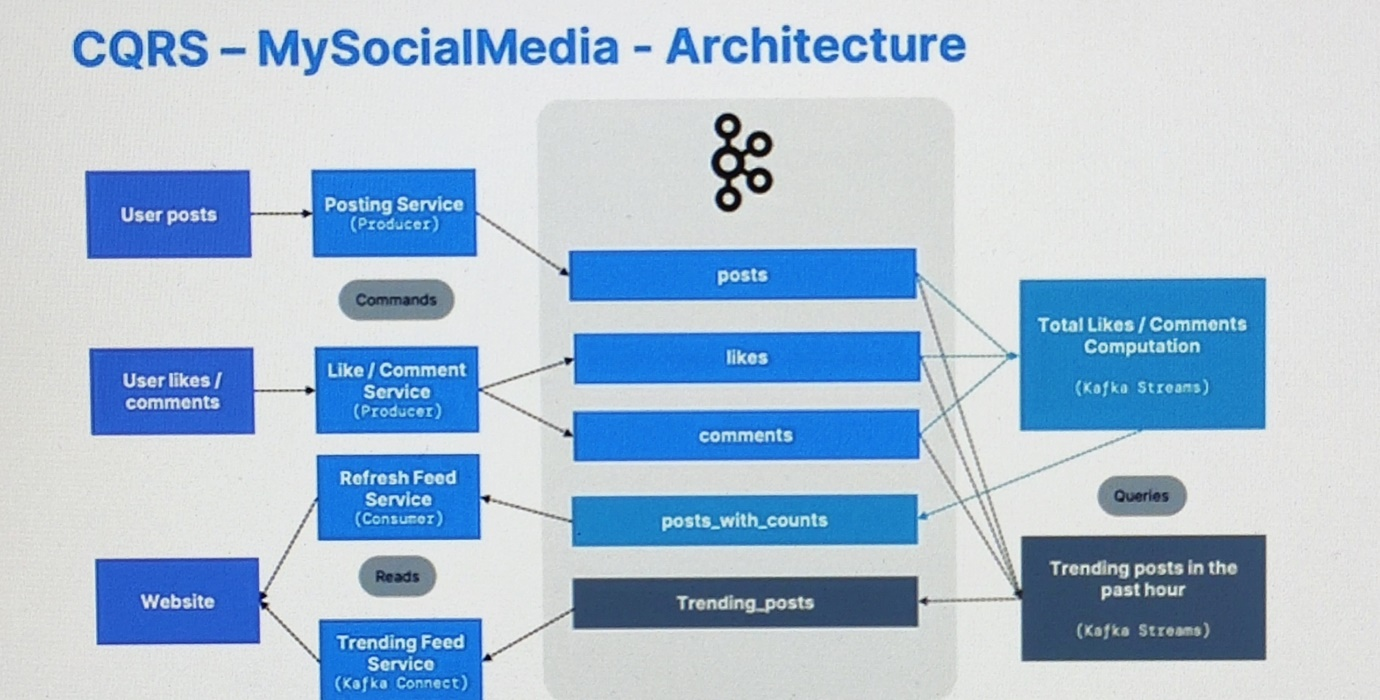 CQRS – MySocialMedia - Architecture
User posts
Posting Service
(Producer)
Commands
User likes /
comments
Like / Comment
Service
(Producer)
Refresh Feed
Service
(Consumer)
Reads
Website
Trending Feed
Service
(Kafka Connect)
posts
likes
comments
posts_with_counts
Trending_posts
Total Likes / Comments
Computation
(Kafka Streams)
Queries
Trending posts in the
past hour
(Kafka Streams)